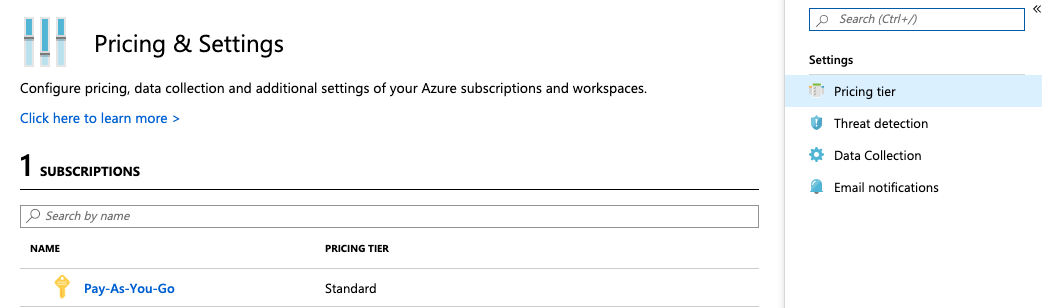 Pricing & Settings
Configure pricing, data collection and additional settings of your Azure subscriptions and workspaces.
Click here to learn more >
1 SUBSCRIPTIONS
Search by name
NAME PRICING TIER
Pay-As-You-Go Standard
«
Search (Ctrl+/)
Settings
Pricing tier
Threat detection
Data Collection
Email notifications